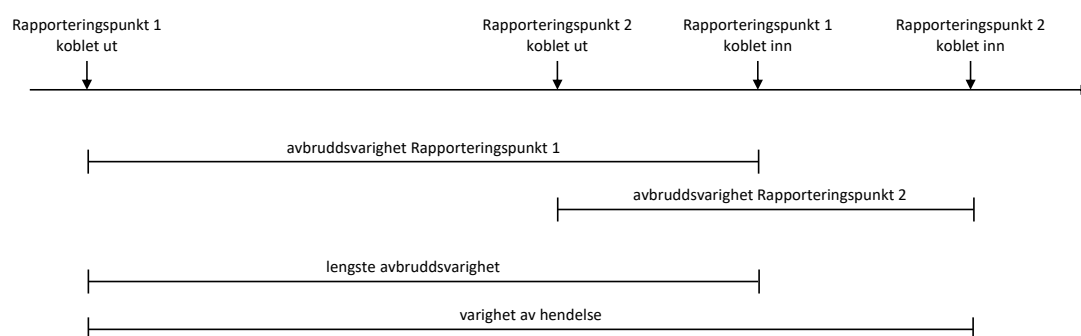 Rapporteringspunkt 1
koblet ut
Rapporteringspunkt 2
koblet ut
Rapporteringspunkt 1
koblet inn
Rapporteringspunkt 2
koblet inn
avbruddsvarighet Rapporteringspunkt 1
avbruddsvarighet Rapporteringspunkt 2
lengste avbruddsvarighet
varighet av hendelse